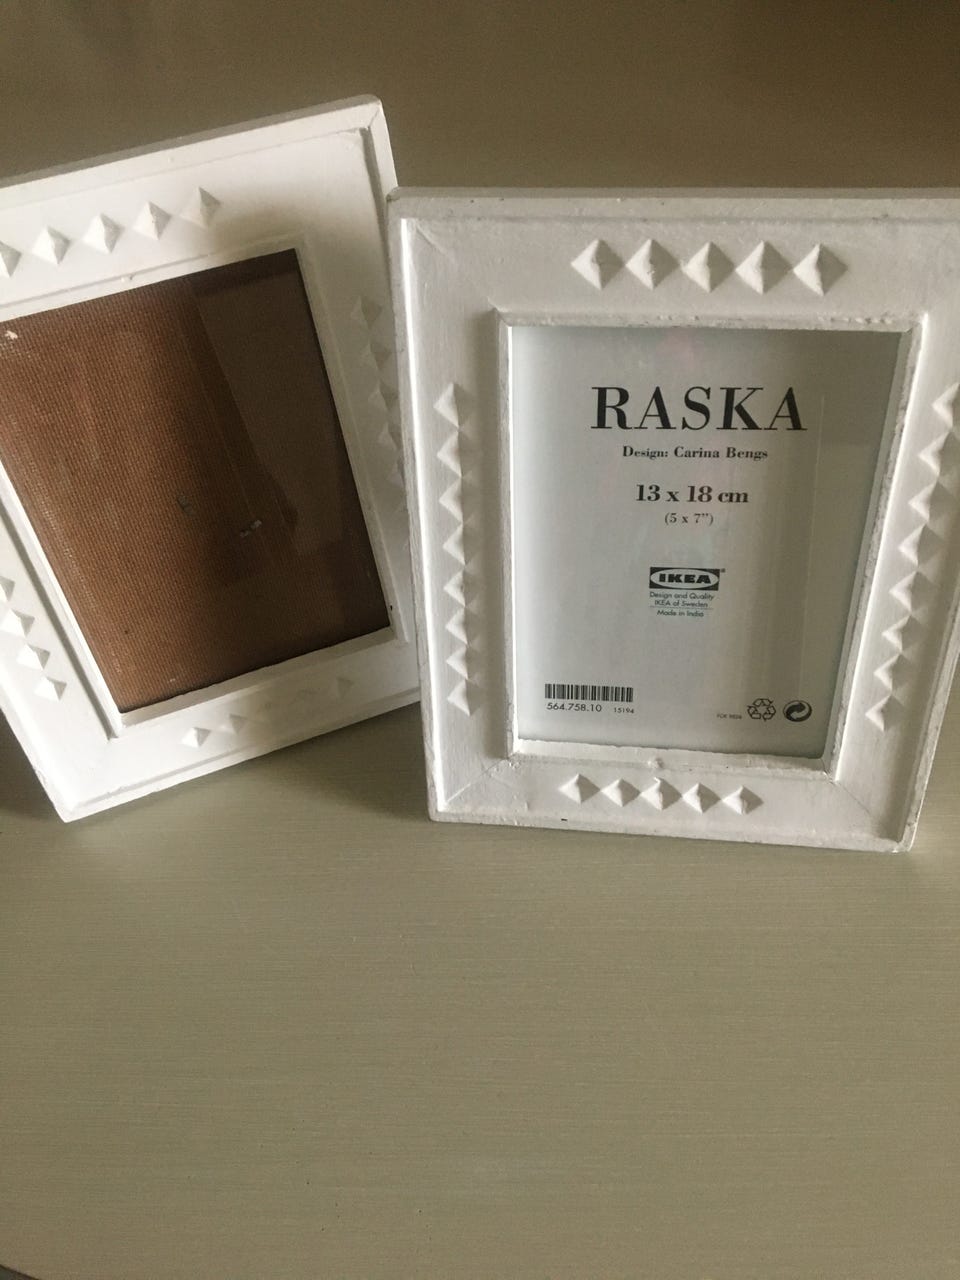 RASKA
Design: Carina Bengs
13 x 18 cm
(5 x 7")
IKEA®
Design and Quality
IKEA of Sweden
Made in India
564.758.10 15194